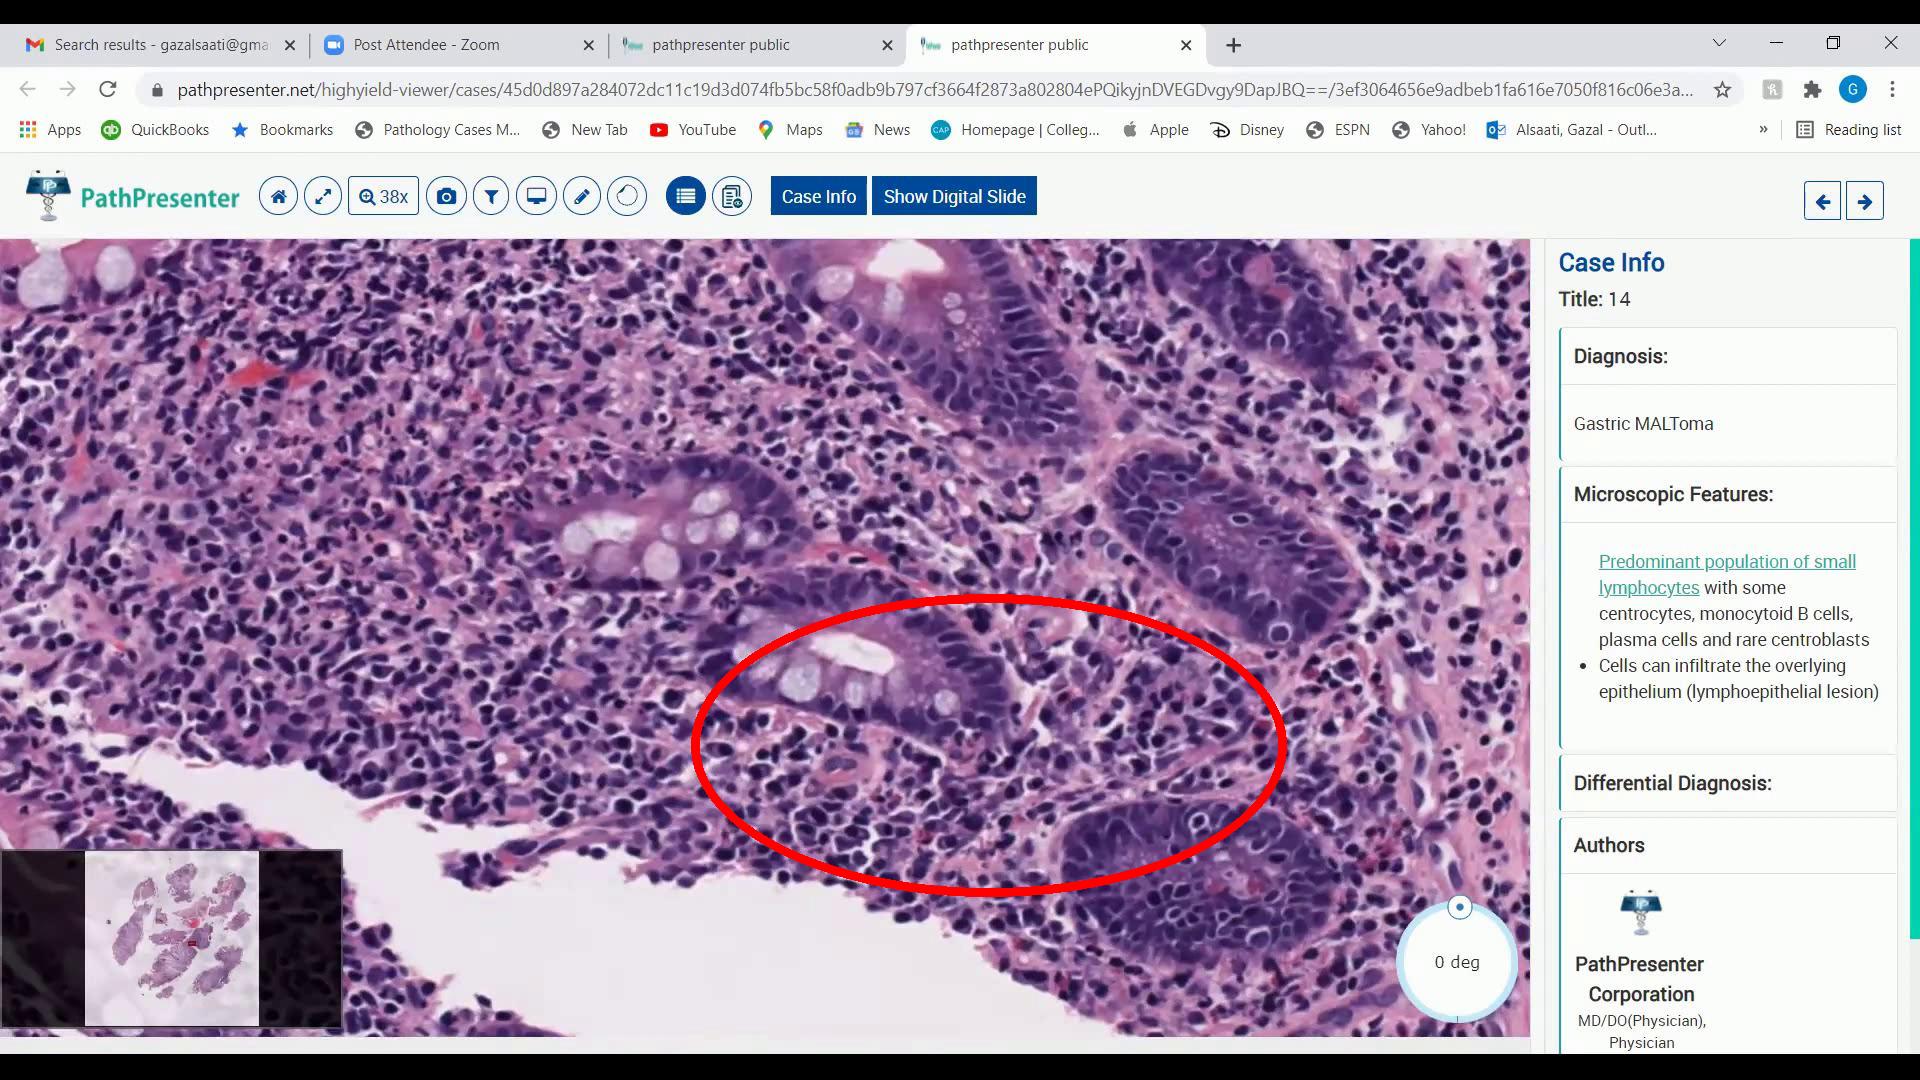 Search results - gazalsaati@gma
Post Attendee - Zoom
pathpresenter public
pathpresenter public
pathpresenter.net/highyield-viewer/cases/45d0d897a284072dc11c19d3d074fb5bc58f0adb9b797cf3664f2873a802804ePQikyjnDVEGDvgy9DapJBQ==/3ef3064656e9adbeb1fa616e7050f816c06e3a...
G
Apps
QuickBooks
Bookmarks
Pathology Cases M...
New Tab
YouTube
Maps
News
CAP
Homepage | Colleg...
Apple
Disney
ESPN
Yahoo!
Alsaati, Gazal - Outl...
»
Reading list
PathPresenter
38x
Case Info
Show Digital Slide
Case Info
Title: 14
Diagnosis:
Gastric MALToma
Microscopic Features:
Predominant population of small
lymphocytes with some
centrocytes, monocytoid B cells,
plasma cells and rare centroblasts
• Cells can infiltrate the overlying
epithelium (lymphoepithelial lesion)
Differential Diagnosis:
Authors
PathPresenter
Corporation
MD/DO(Physician),
Physician
0 deg